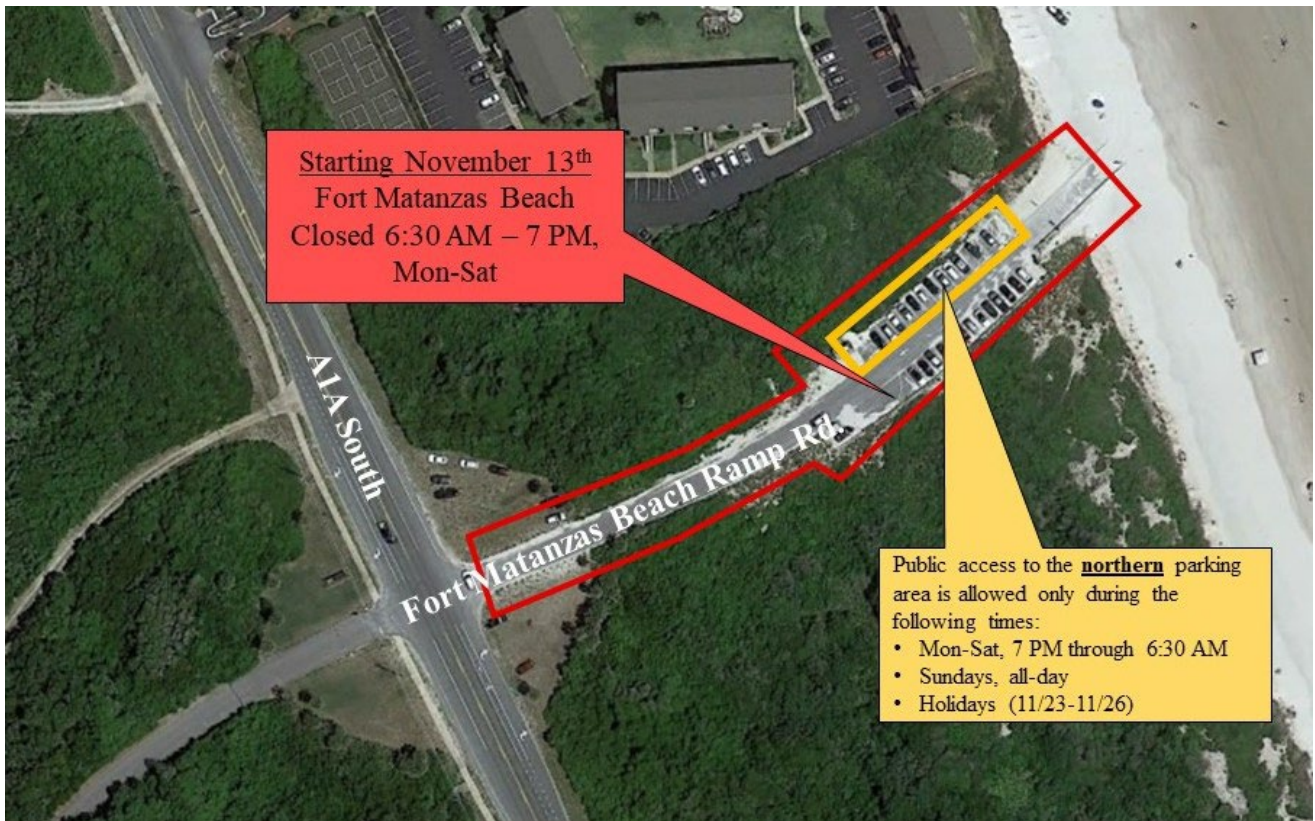 Starting November 13th
Fort Matanzas Beach
Closed 6:30 AM – 7 PM,
Mon-Sat
A1A South
Fort Matanzas Beach Ramp Rd.
Public access to the northern parking
area is allowed only during the
following times:
• Mon-Sat, 7 PM through 6:30 AM
• Sundays, all-day
• Holidays (11/23-11/26)